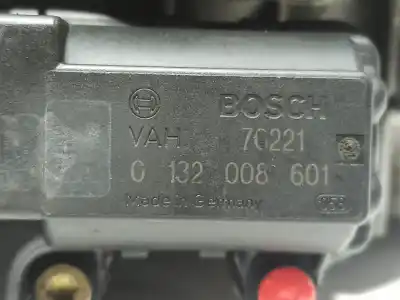 BOSCH
VAH 70221
0 132 008 601
Made in Germany